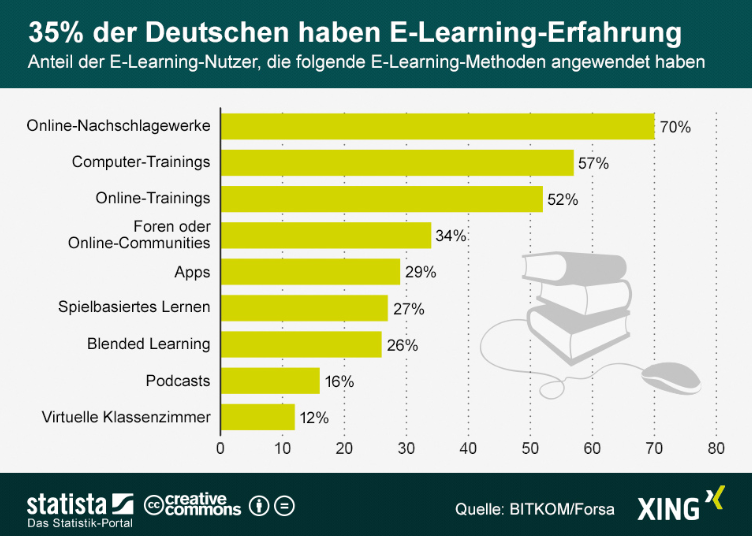 35% der Deutschen haben E-Learning-Erfahrung
Anteil der E-Learning-Nutzer, die folgende E-Learning-Methoden angewendet haben
Online-Nachschlagewerke 70%
Computer-Trainings 57%
Online-Trainings 52%
Foren oder
Online-Communities 34%
Apps 29%
Spielbasiertes Lernen 27%
Blended Learning 26%
Podcasts 16%
Virtuelle Klassenzimmer 12%
0 10 20 30 40 50 60 70 80
statista
Das Statistik-Portal
cc creative
commons
Quelle: BITKOM/Forsa
XING